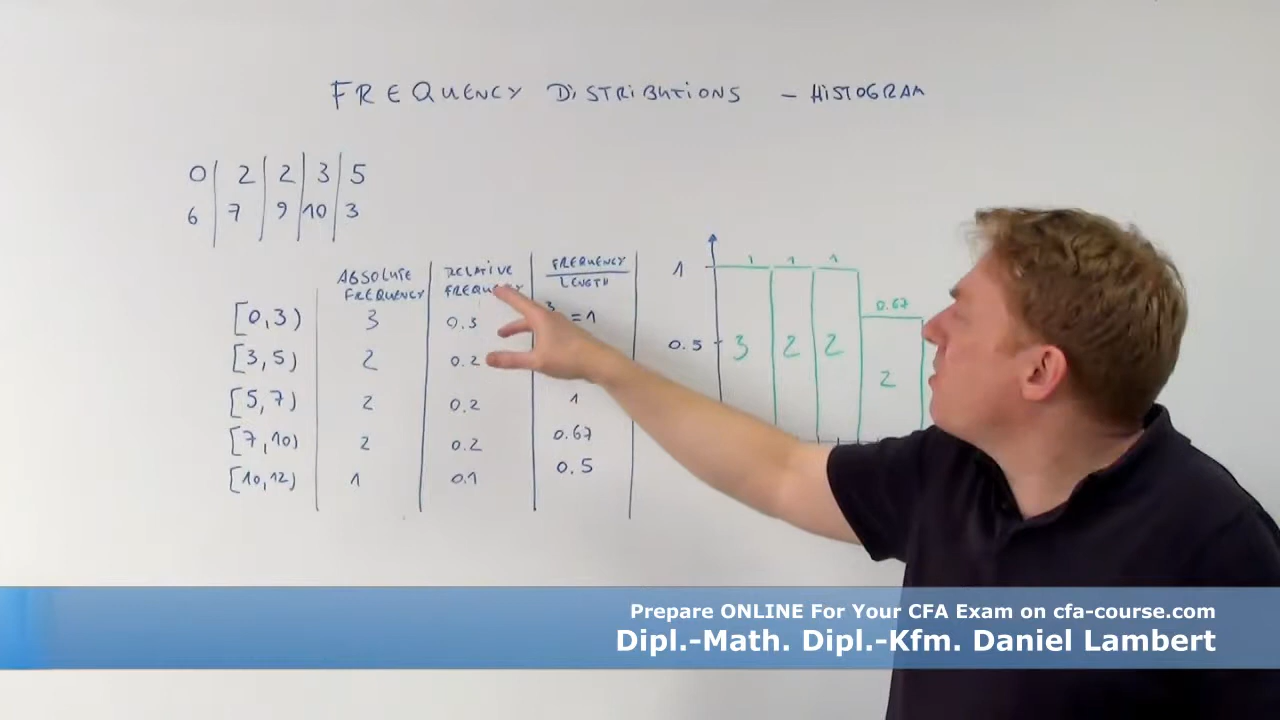 FREQUENCY DISTRIBUTIONS - HISTOGRAM
0 2 2 3 5
6 7 9 10 3
ABSOLUTE FREQUENCY
RELATIVE FREQUENCY
FREQUENCY
LENGTH
[0,3) 3 0.3 3 =1
[3,5) 2 0.2
[5,7) 2 0.2 1
[7,10) 2 0.2 0.67
[10,12) 1 0.1 0.5
1 1 1
1
0.67
0.5 3 2 2
2
Prepare ONLINE For Your CFA Exam on cfa-course.com
Dipl.-Math. Dipl.-Kfm. Daniel Lambert